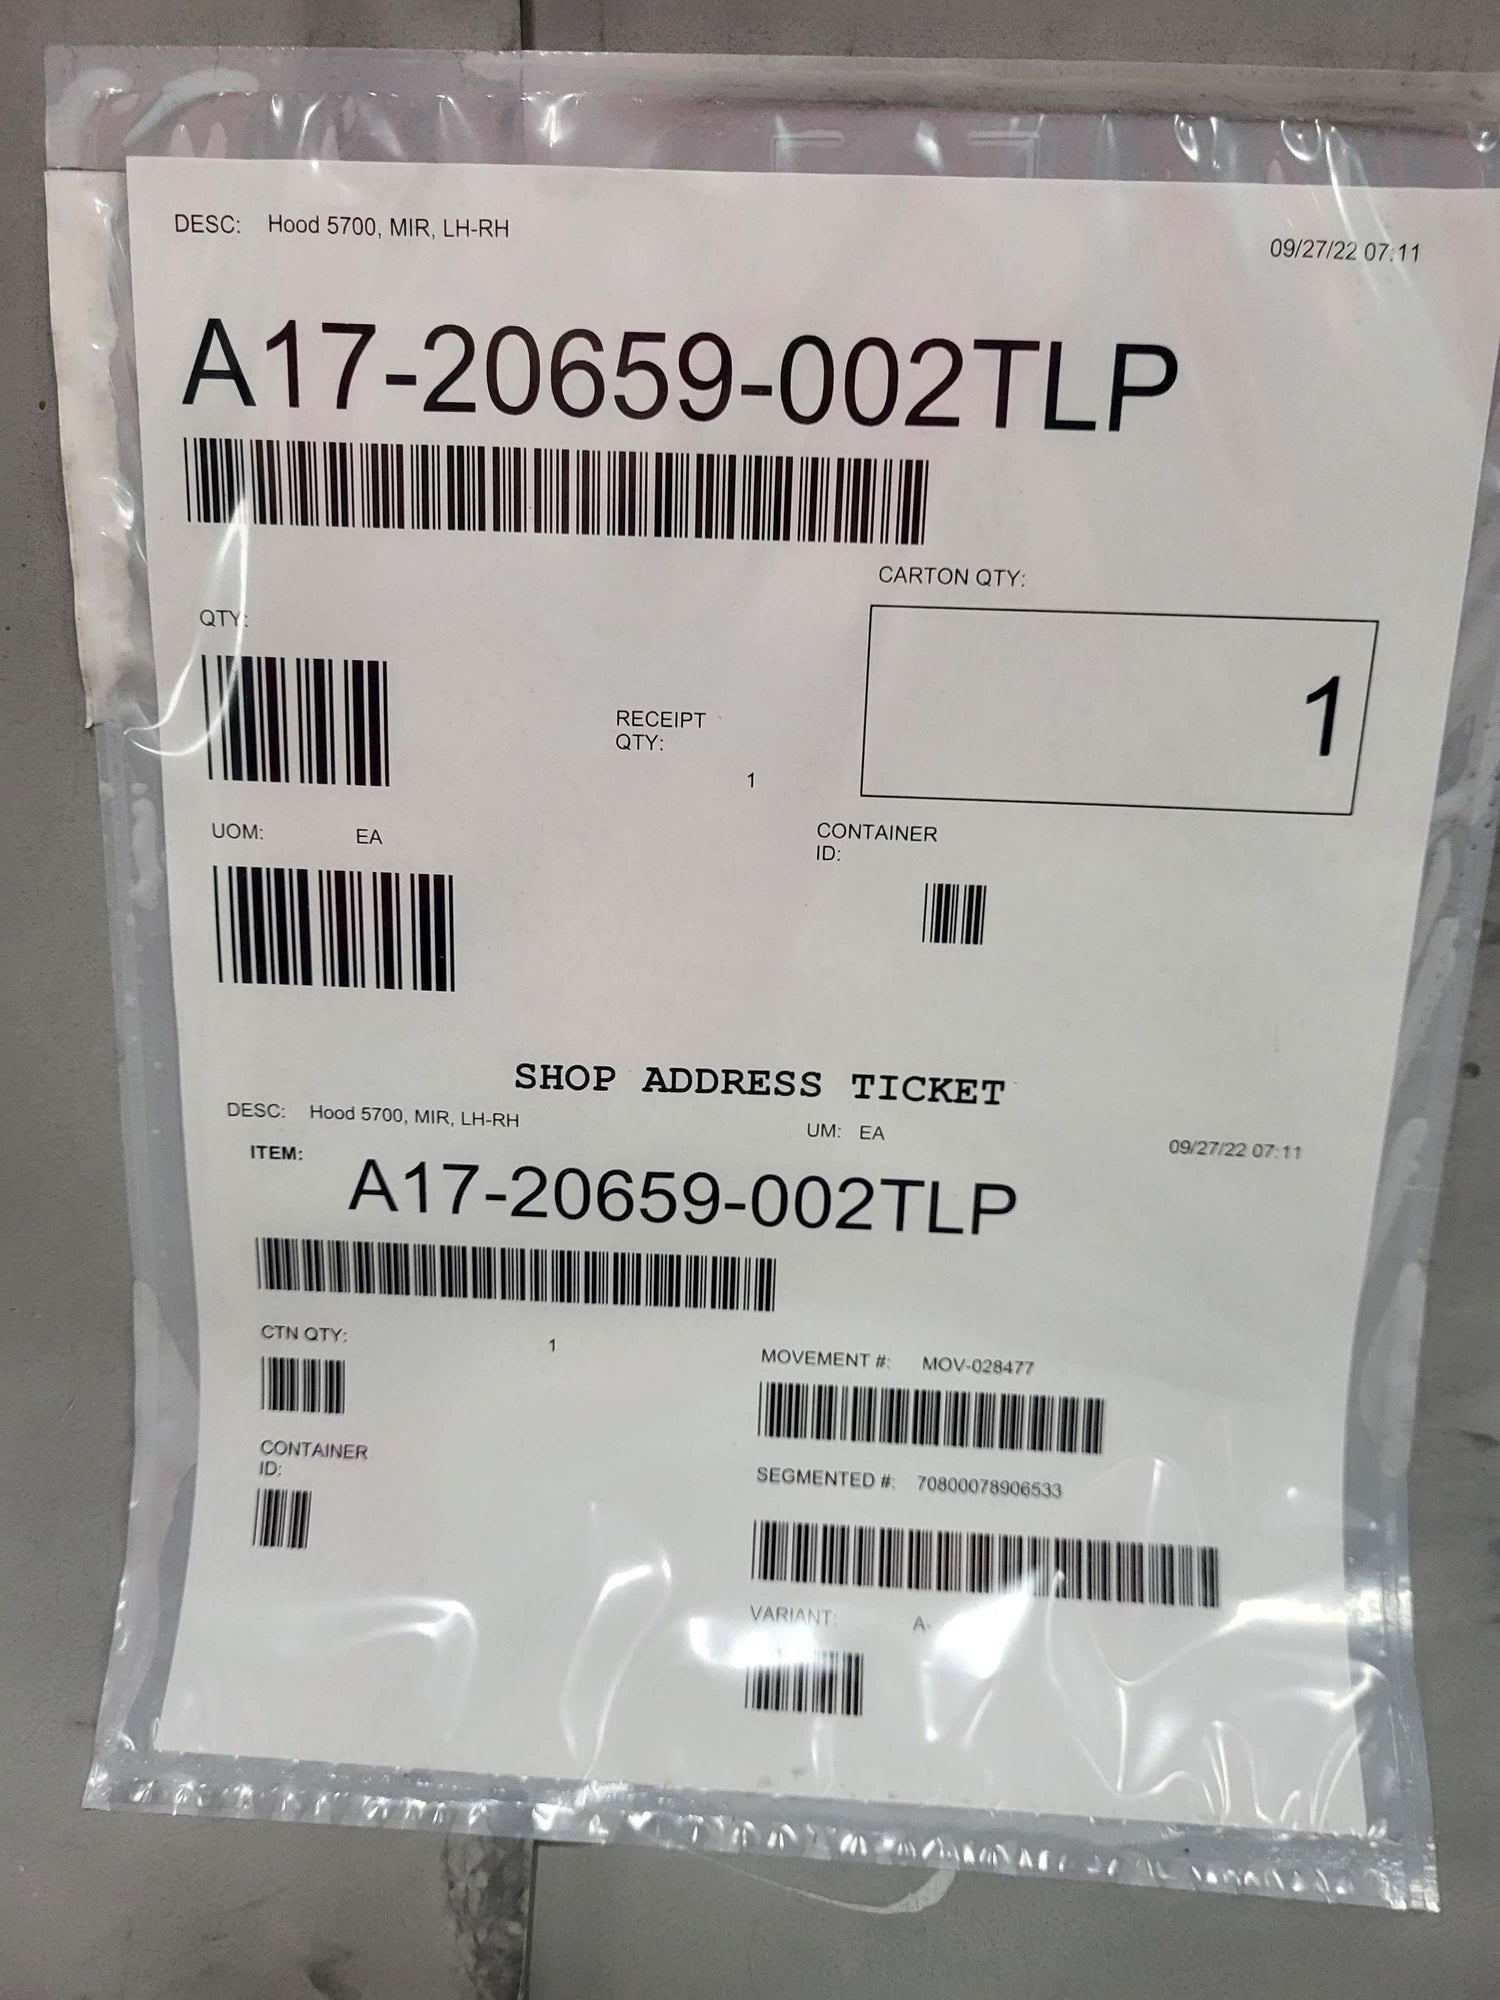 DESC: Hood 5700, MIR, LH-RH
09/27/22 07:11
A17-20659-002TLP
CARTON QTY:
QTY:
1
RECEIPT
QTY:
1
UOM: EA
CONTAINER
ID:
SHOP ADDRESS TICKET
DESC: Hood 5700, MIR, LH-RH
UM: EA
09/27/22 07:11
ITEM: A17-20659-002TLP
CTN QTY: 1
MOVEMENT #: MOV-028477
CONTAINER
ID:
SEGMENTED #: 70800078906533
VARIANT: A-